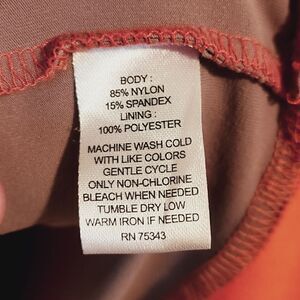 BODY :
85% NYLON
15% SPANDEX
LINING :
100% POLYESTER
MACHINE WASH COLD
WITH LIKE COLORS
GENTLE CYCLE
ONLY NON-CHLORINE
BLEACH WHEN NEEDED
TUMBLE DRY LOW
WARM IRON IF NEEDED
RN 75343